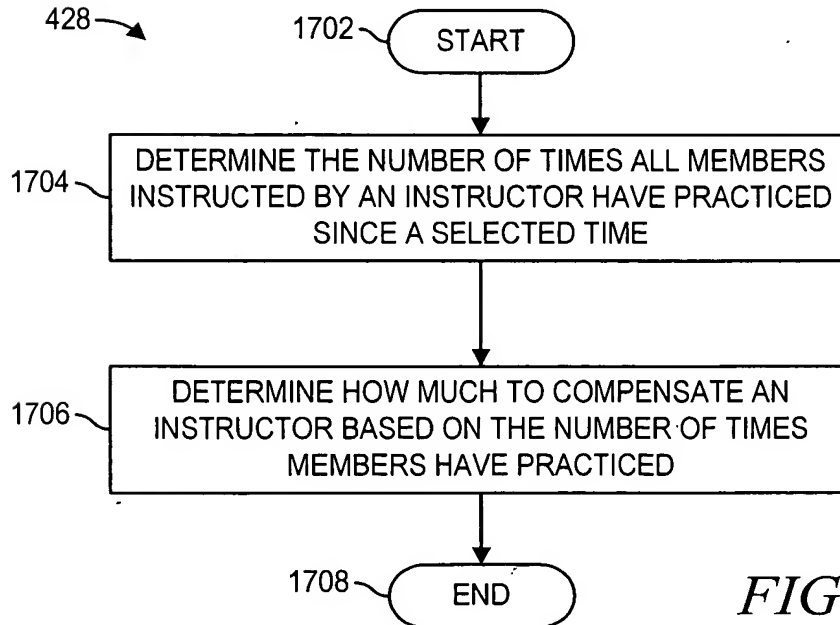 428
1702
START
1704
DETERMINE THE NUMBER OF TIMES ALL MEMBERS
INSTRUCTED BY AN INSTRUCTOR HAVE PRACTICED
SINCE A SELECTED TIME
1706
DETERMINE HOW MUCH TO COMPENSATE AN
INSTRUCTOR BASED ON THE NUMBER OF TIMES
MEMBERS HAVE PRACTICED
1708
END
FIG